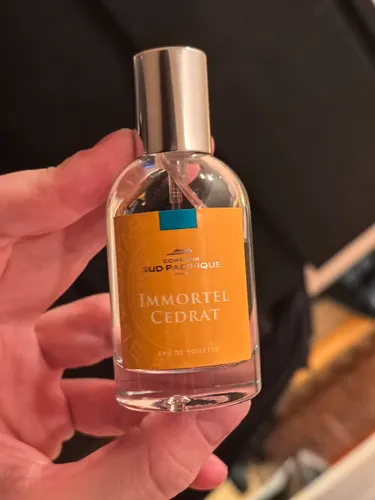 COMPTOIR
SUD PACIFIQUE
IMMORTEL
CEDRAT
EAU DE TOILETTE